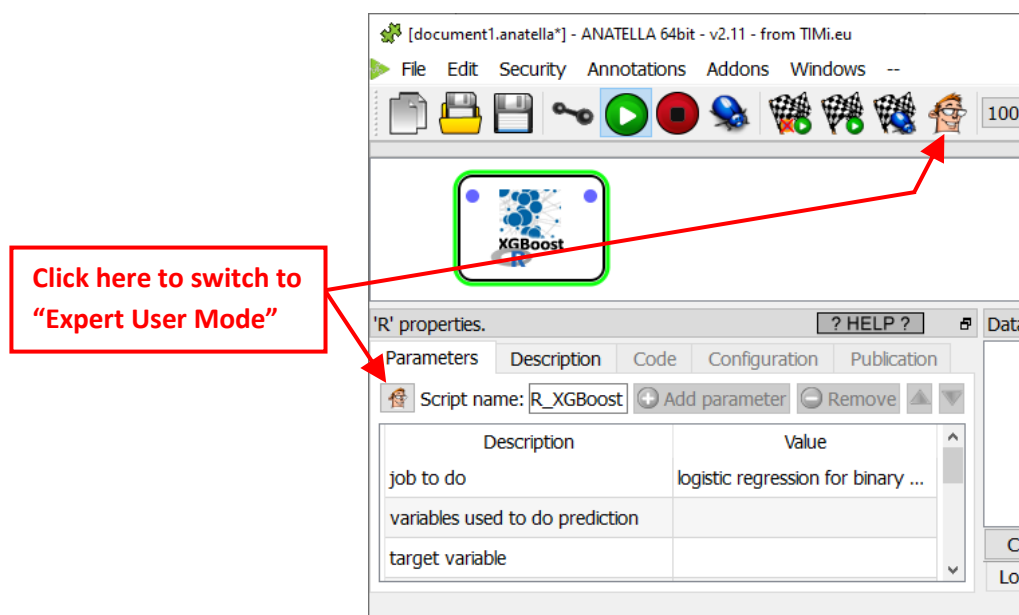 [document1.anatella*] - ANATELLA 64bit - v2.11 - from TIMi.eu
File Edit Security Annotations Addons Windows --
100
XGBoost
R
Click here to switch to
“Expert User Mode”
'R' properties. ? HELP ? Data
Parameters Description Code Configuration Publication
Script name: R_XGBoost Add parameter Remove
Description Value
job to do logistic regression for binary ...
variables used to do prediction
target variable
C
Lo